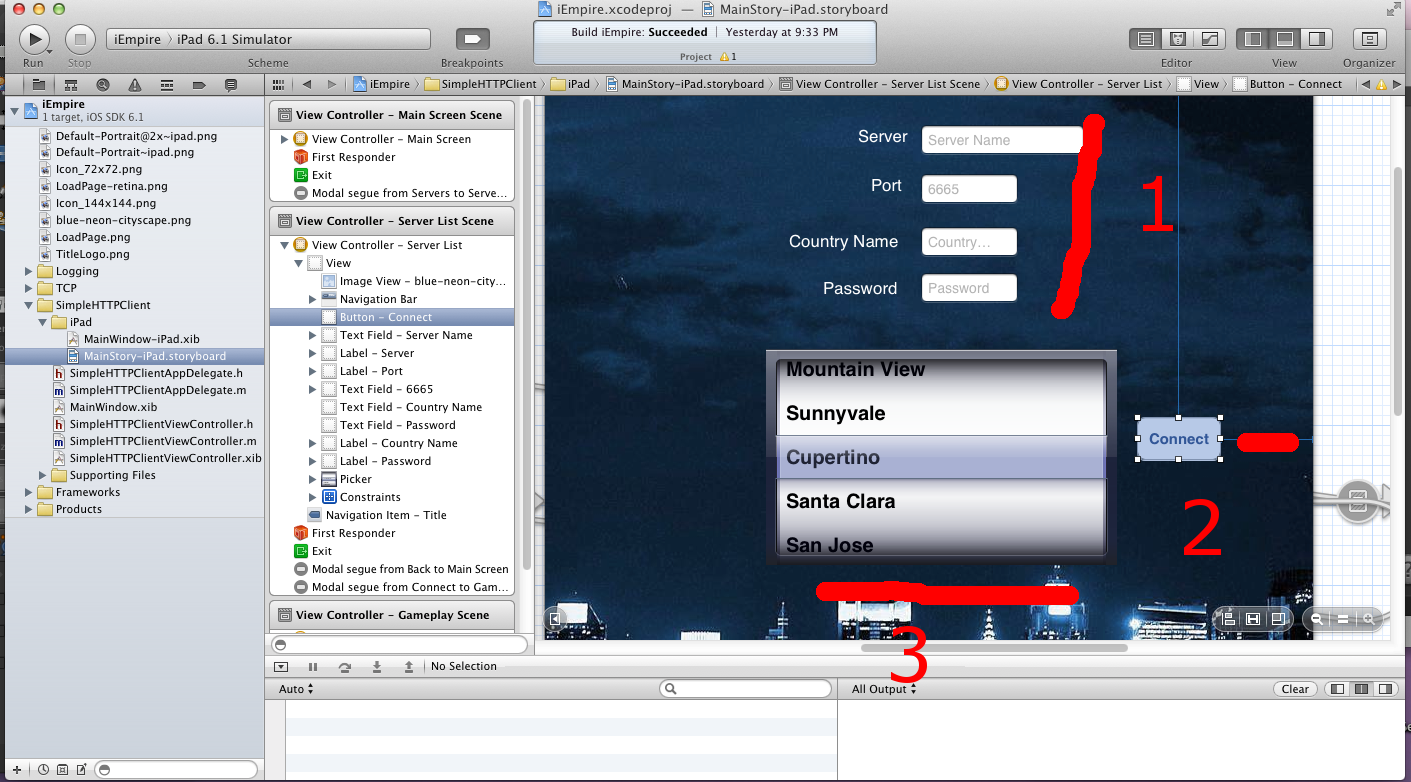 iEmpire.xcodeproj — MainStory-iPad.storyboard
iEmpire 〉 iPad 6.1 Simulator
Build iEmpire: Succeeded | Yesterday at 9:33 PM
Project 1
Run Stop Scheme Breakpoints Editor View Organizer
iEmpire 〉 SimpleHTTPClient 〉 iPad 〉 MainStory-iPad.storyboard 〉 View Controller – Server List Scene 〉 View Controller – Server List 〉 View 〉 Button – Connect
iEmpire
1 target, iOS SDK 6.1
Default-Portrait@2x~ipad.png
Default-Portrait~ipad.png
Icon_72x72.png
LoadPage-retina.png
Icon_144x144.png
blue-neon-cityscape.png
LoadPage.png
TitleLogo.png
Logging
TCP
SimpleHTTPClient
iPad
MainWindow-iPad.xib
MainStory-iPad.storyboard
SimpleHTTPClientAppDelegate.h
SimpleHTTPClientAppDelegate.m
MainWindow.xib
SimpleHTTPClientViewController.h
SimpleHTTPClientViewController.m
SimpleHTTPClientViewController.xib
Supporting Files
Frameworks
Products
View Controller – Main Screen Scene
View Controller – Main Screen
First Responder
Exit
Modal segue from Servers to Serve...
View Controller – Server List Scene
View Controller – Server List
View
Image View – blue-neon-city...
Navigation Bar
Button – Connect
Text Field – Server Name
Label – Server
Label – Port
Text Field – 6665
Text Field – Country Name
Text Field – Password
Label – Country Name
Label – Password
Picker
Constraints
Navigation Item – Title
First Responder
Exit
Modal segue from Back to Main Screen
Modal segue from Connect to Gam...
View Controller – Gameplay Scene
Server Server Name
Port 6665
Country Name Country...
Password Password
1
Mountain View
Sunnyvale
Cupertino
Santa Clara
San Jose
Connect
2
3
No Selection
Auto
All Output
Clear